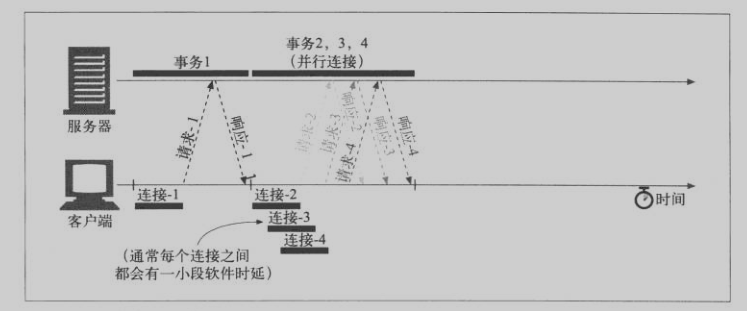 事务1
事务2，3，4
（并行连接）
服务器
请求-1
响应-1
请求-2
请求-3
请求-4
响应-3
响应-4
连接-1
连接-2
连接-3
连接-4
时间
客户端
（通常每个连接之间
都会有一小段软件时延）